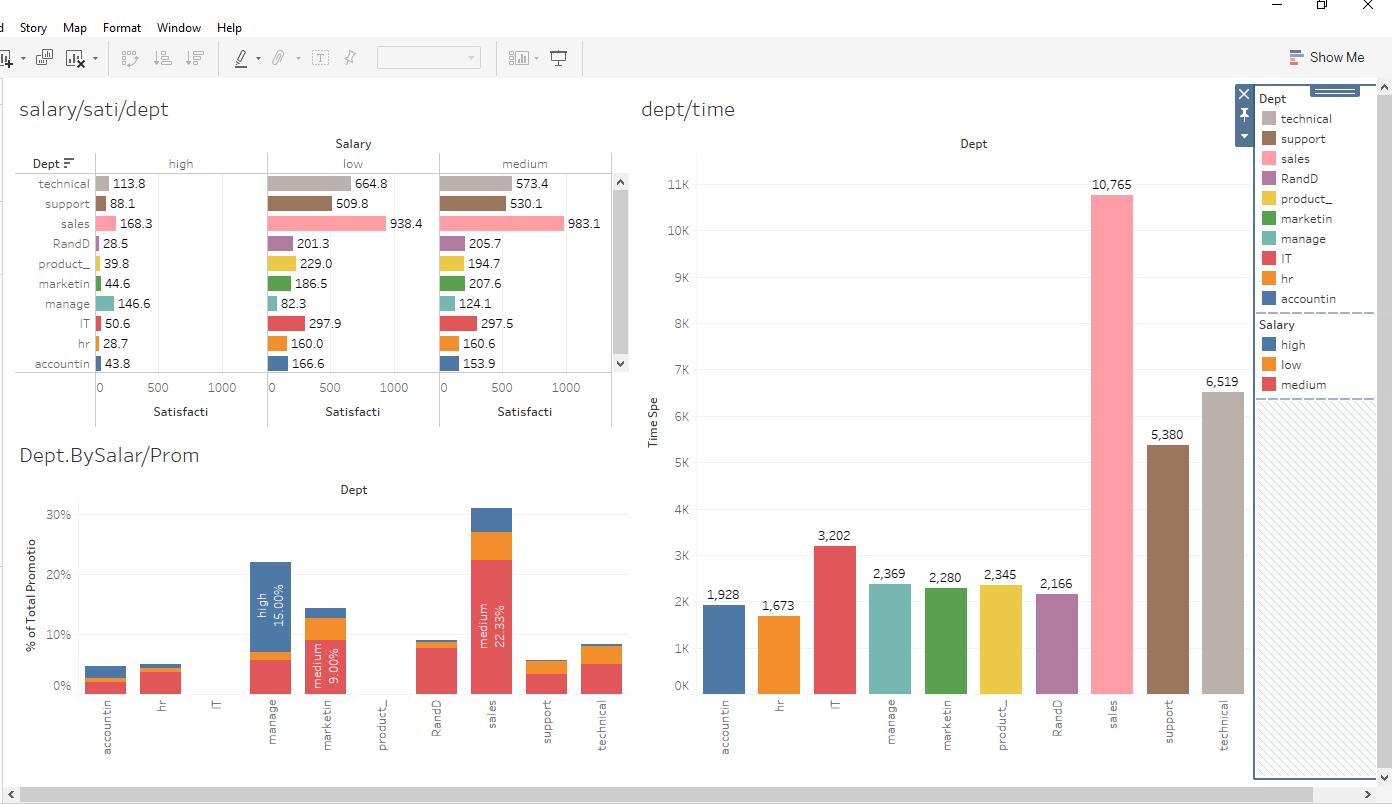 d Story Map Format Window Help
T
Show Me
salary/sati/dept
Salary
Dept high low medium
technical 113.8 664.8 573.4
support 88.1 509.8 530.1
sales 168.3 938.4 983.1
RandD 28.5 201.3 205.7
product_ 39.8 229.0 194.7
marketin 44.6 186.5 207.6
manage 146.6 82.3 124.1
IT 50.6 297.9 297.5
hr 28.7 160.0 160.6
accountin 43.8 166.6 153.9
0 500 1000 0 500 1000 0 500 1000
Satisfacti Satisfacti Satisfacti
Dept.BySalar/Prom
Dept
% of Total Promotio
30%
20%
10%
0%
high
15.00%
medium
9.00%
medium
22.33%
accountin hr IT manage marketin product_ RandD sales support technical
dept/time
Dept
Time Spe
11K
10K
9K
8K
7K
6K
5K
4K
3K
2K
1K
0K
1,928 1,673 3,202 2,369 2,280 2,345 2,166 10,765 5,380 6,519
accountin hr IT manage marketin product_ RandD sales support technical
Dept
technical
support
sales
RandD
product_
marketin
manage
IT
hr
accountin
Salary
high
low
medium